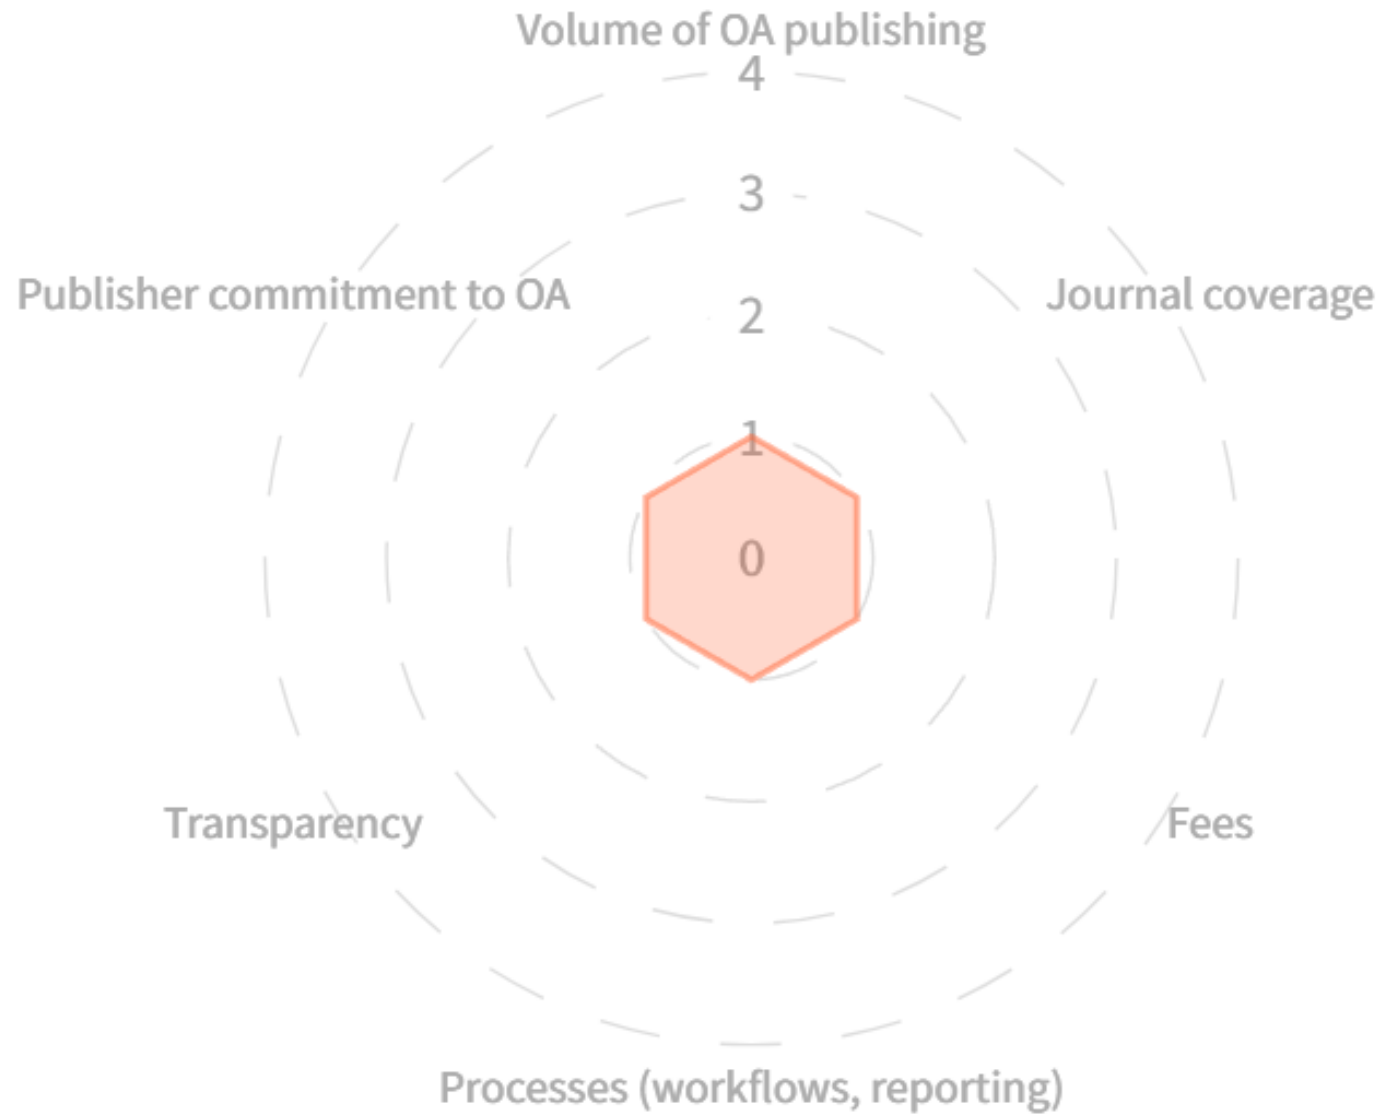 Volume of OA publishing
4
3
Publisher commitment to OA
Journal coverage
2
1
0
Transparency
Fees
Processes (workflows, reporting)